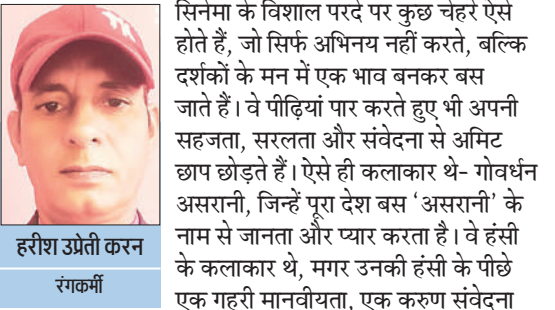 सिनेमा के विशाल परदे पर कुछ चेहरे ऐसे
होते हैं, जो सिर्फ अभिनय नहीं करते, बल्कि
दर्शकों के मन में एक भाव बनकर बस
जाते हैं। वे पीढ़ियां पार करते हुए भी अपनी
सहजता, सरलता और संवेदना से अमिट
छाप छोड़ते हैं। ऐसे ही कलाकार थे- गोवर्धन
असरानी, जिन्हें पूरा देश बस ‘असरानी’ के
नाम से जानता और प्यार करता है। वे हंसी
के कलाकार थे, मगर उनकी हंसी के पीछे
एक गहरी मानवीयता, एक करुण संवेदना
हरीश उप्रेती करन
रंगकर्मी